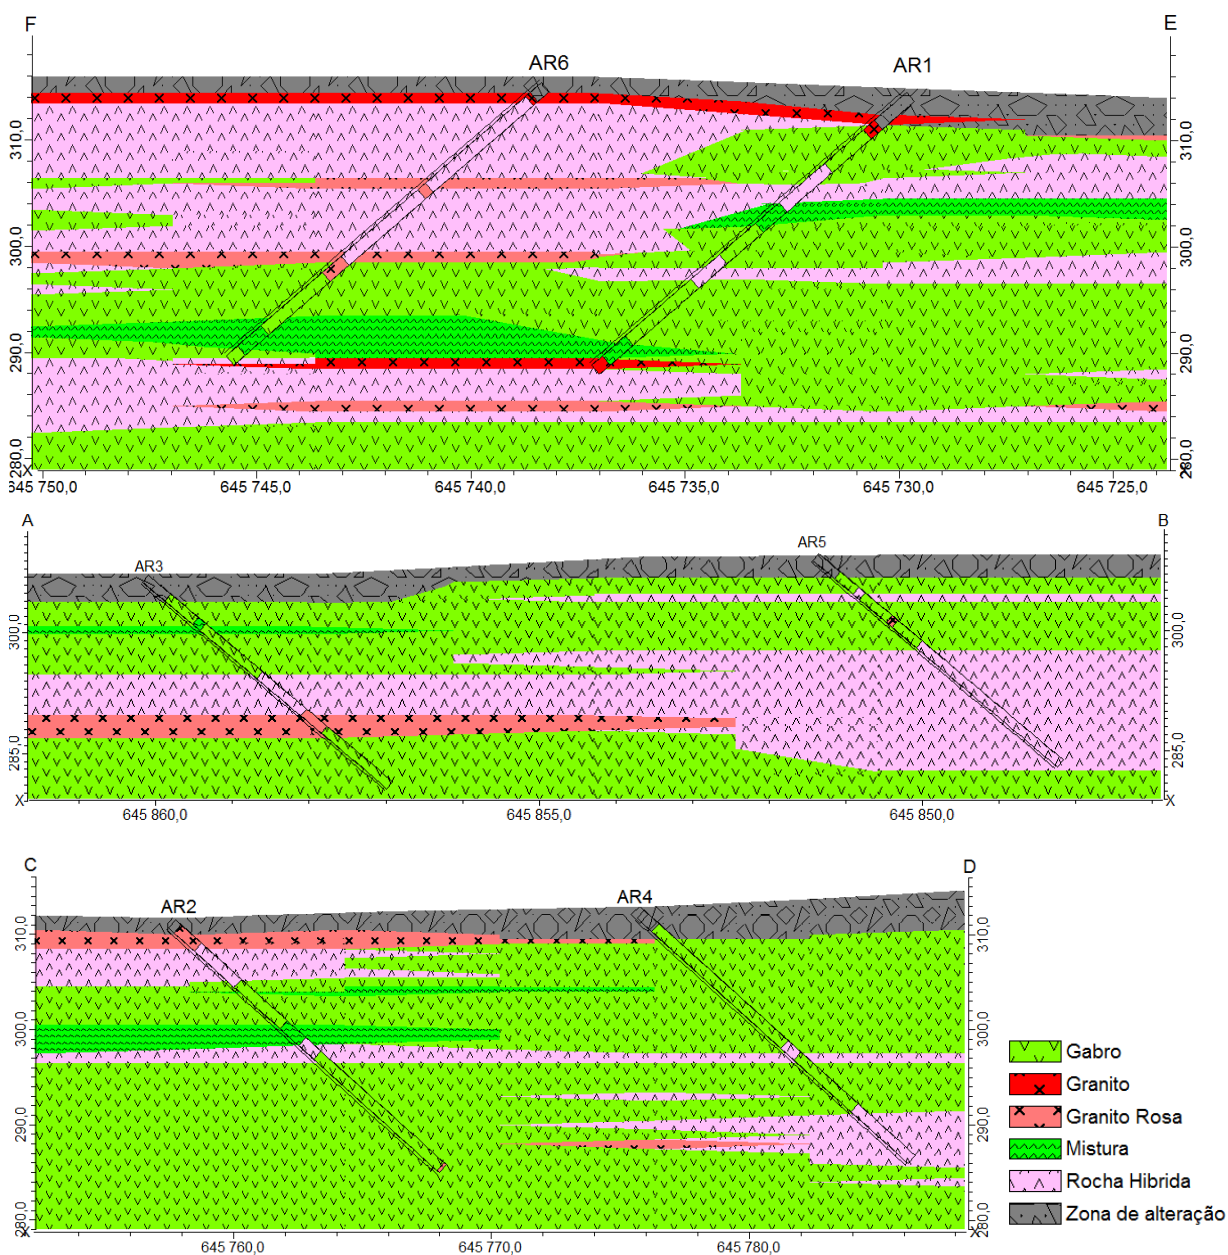 F
E
AR6
AR1
310,0
300,0
290,0
280,0
X
310,0
300,0
290,0
280,0
X
645 750,0
645 745,0
645 740,0
645 735,0
645 730,0
645 725,0
A
B
AR3
AR5
300,0
285,0
X
300,0
285,0
X
645 860,0
645 855,0
645 850,0
C
D
AR2
AR4
310,0
300,0
290,0
280,0
X
310,0
300,0
290,0
280,0
X
645 760,0
645 770,0
645 780,0
Gabro
Granito
Granito Rosa
Mistura
Rocha Hibrida
Zona de alteração